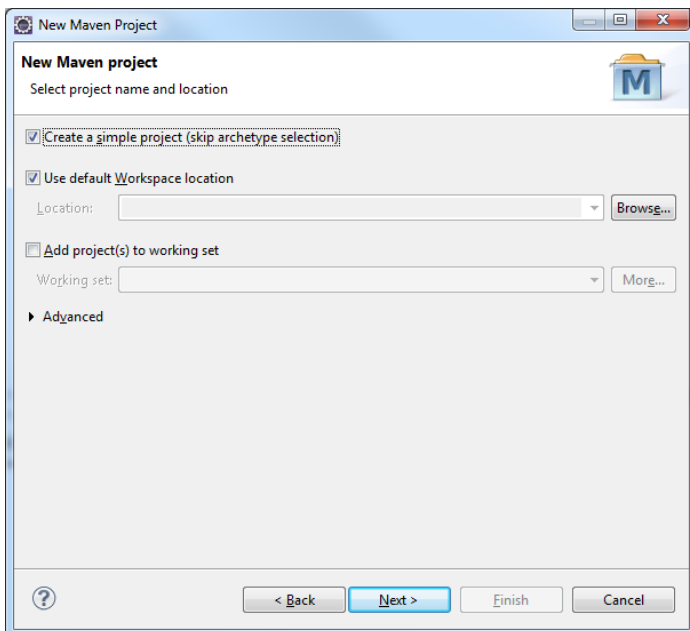 New Maven Project
New Maven project
Select project name and location
M
Create a simple project (skip archetype selection)
Use default Workspace location
Location:
Browse...
Add project(s) to working set
Working set:
More...
Advanced
?
< Back
Next >
Finish
Cancel